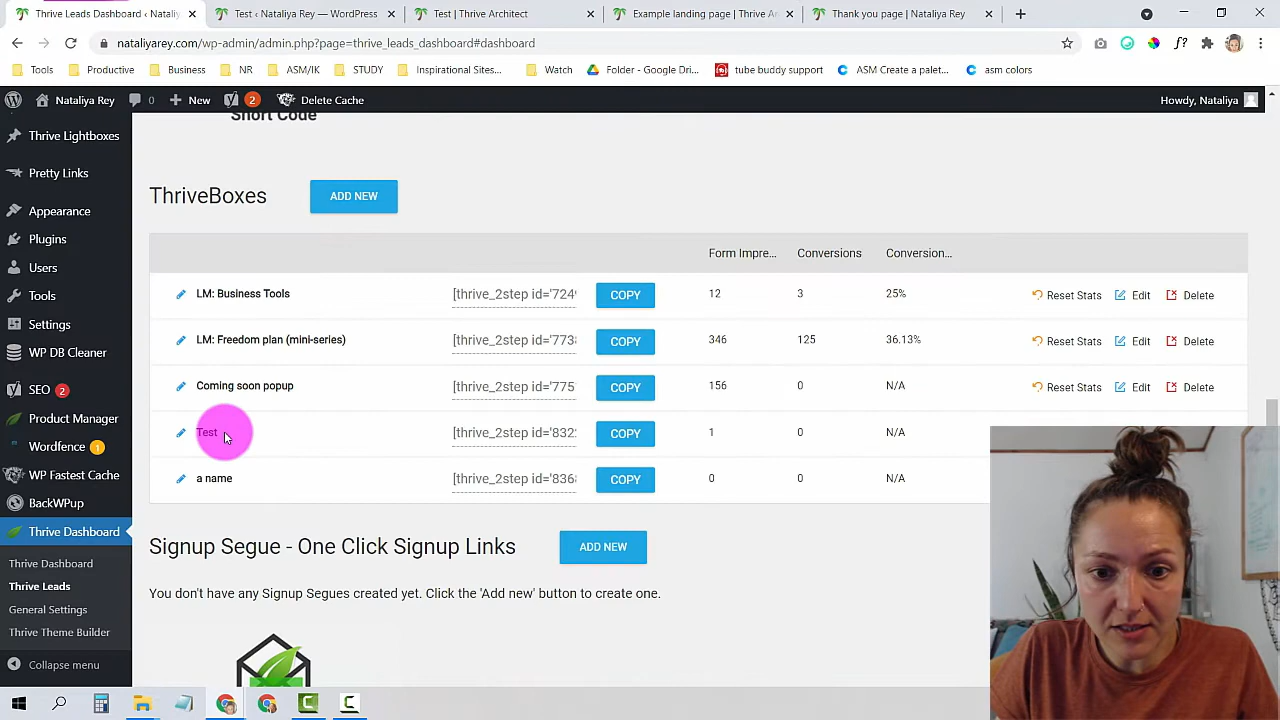 Thrive Leads Dashboard ‹ Nataliy
Test ‹ Nataliya Rey — WordPress
Test | Thrive Architect
Example landing page | Thrive Ar
Thank you page | Nataliya Rey
nataliyarey.com/wp-admin/admin.php?page=thrive_leads_dashboard#dashboard
Tools
Productive
Business
NR
ASM/IK
STUDY
Inspirational Sites...
Watch
Folder - Google Dri...
tube buddy support
ASM Create a palet...
asm colors
Nataliya Rey
0
New
2
Delete Cache
Howdy, Nataliya
Thrive Lightboxes
Pretty Links
Appearance
Plugins
Users
Tools
Settings
WP DB Cleaner
SEO 2
Product Manager
Wordfence 1
WP Fastest Cache
BackWPup
Thrive Dashboard
Thrive Dashboard
Thrive Leads
General Settings
Thrive Theme Builder
Collapse menu
Short Code
ThriveBoxes
ADD NEW
Form Impre...
Conversions
Conversion...
LM: Business Tools
[thrive_2step id='724
COPY
12
3
25%
Reset Stats
Edit
Delete
LM: Freedom plan (mini-series)
[thrive_2step id='773
COPY
346
125
36.13%
Reset Stats
Edit
Delete
Coming soon popup
[thrive_2step id='775
COPY
156
0
N/A
Reset Stats
Edit
Delete
Test
[thrive_2step id='832
COPY
1
0
N/A
a name
[thrive_2step id='836
COPY
0
0
N/A
Signup Segue - One Click Signup Links
ADD NEW
You don't have any Signup Segues created yet. Click the 'Add new' button to create one.